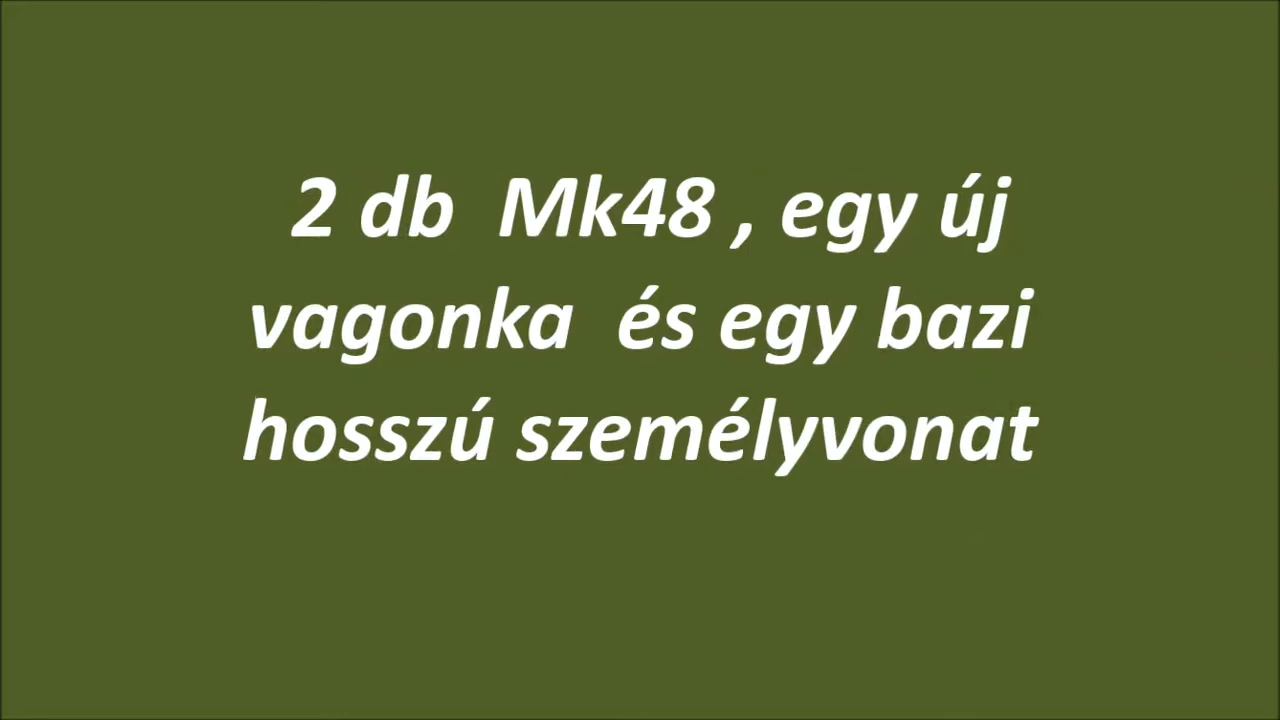 2 db Mk48 , egy új
vagonka és egy bazi
hosszú személyvonat